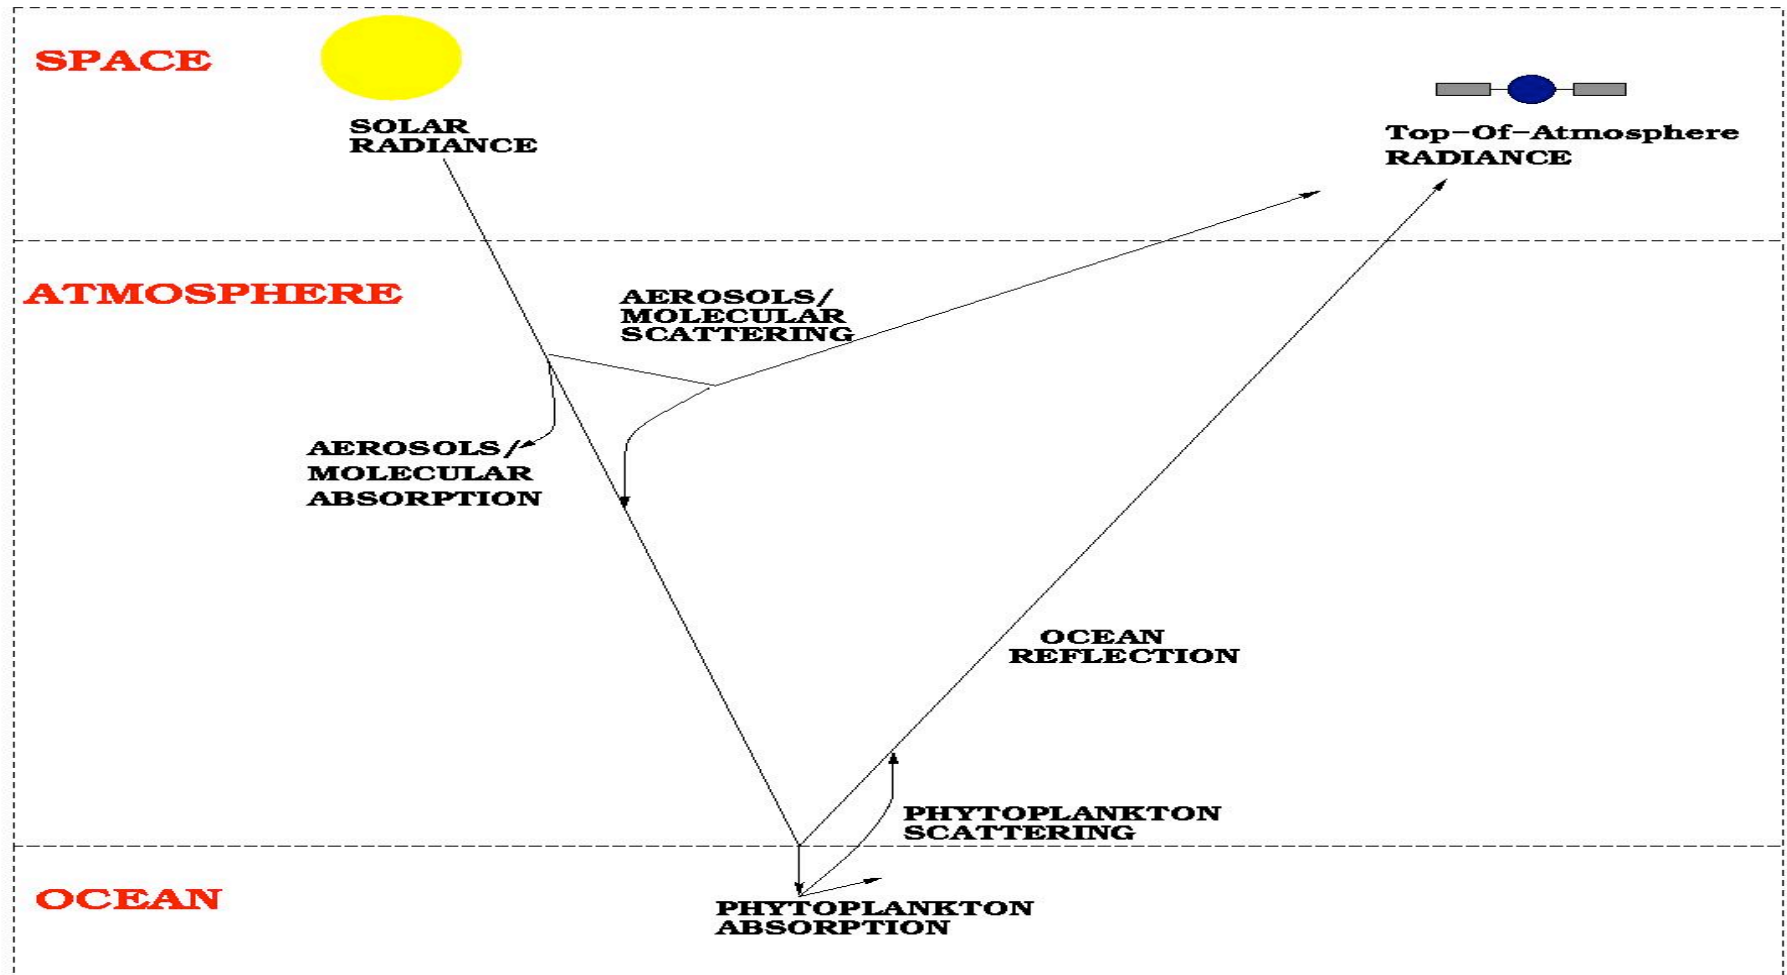 SPACE
SOLAR
RADIANCE
Top-Of-Atmosphere
RADIANCE
ATMOSPHERE
AEROSOLS/
MOLECULAR
SCATTERING
AEROSOLS/
MOLECULAR
ABSORPTION
OCEAN
REFLECTION
PHYTOPLANKTON
SCATTERING
OCEAN
PHYTOPLANKTON
ABSORPTION